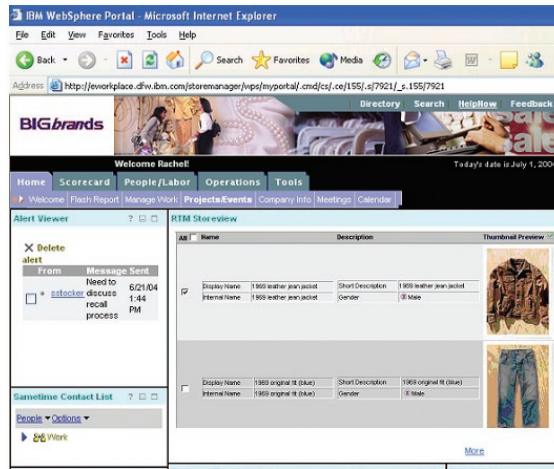 IBM WebSphere Portal - Microsoft Internet Explorer
File Edit View Favorites Tools Help
Back Search Favorites Media
Address http://eworkplace.dfw.ibm.com/storemanager/wps/myportal/.cmd/cs/.ce/155/.s/7921/_s.155/7921
Directory Search HelpNow Feedback
BIGbrands
sale
sale
Welcome Rachel!
Today's date is July 1, 200
Home Scorecard People/Labor Operations Tools
Welcome Flash Report Manage Work Projects/Events Company Info Meetings Calendar
Alert Viewer
Delete
alert
From Message Sent
sstocker Need to discuss recall process 6/21/04 1:44 PM
Sametime Contact List
People Options
Work
RTM Storeview
All Name Description Thumbnail Preview
Display Name 1969 leather jean jacket Short Description 1969 leather jean jacket
Internal Name 1969 leather jean jacket Gender Male
Display Name 1969 original fit (blue) Short Description 1969 original fit (blue)
Internal Name 1969 original fit (blue) Gender Male
More